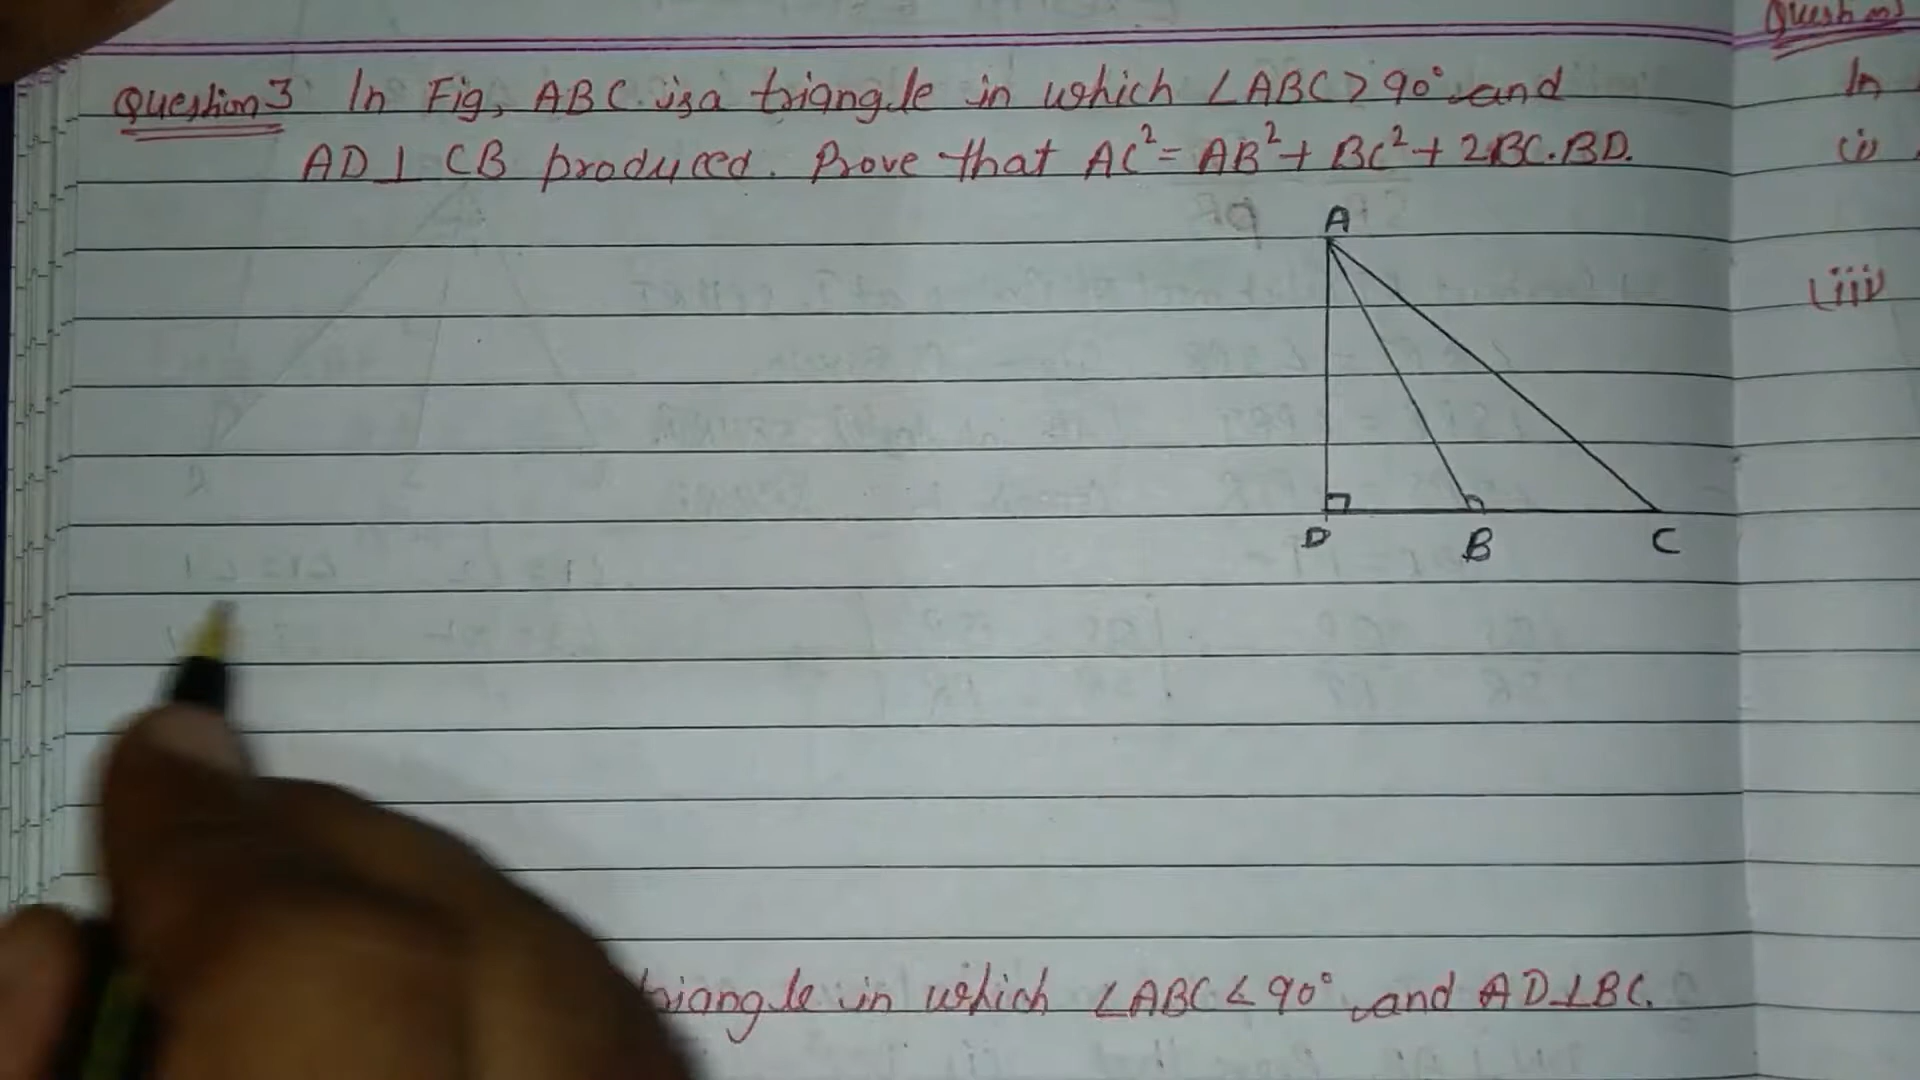 Question
Question 3 In Fig, ABC is a triangle in which ∠ABC > 90° and
AD ⊥ CB produced. Prove that AC² = AB² + BC² + 2BC.BD.
In
(i)
(iii)
A
D B C
triangle in which ∠ABC < 90° and AD ⊥ BC.